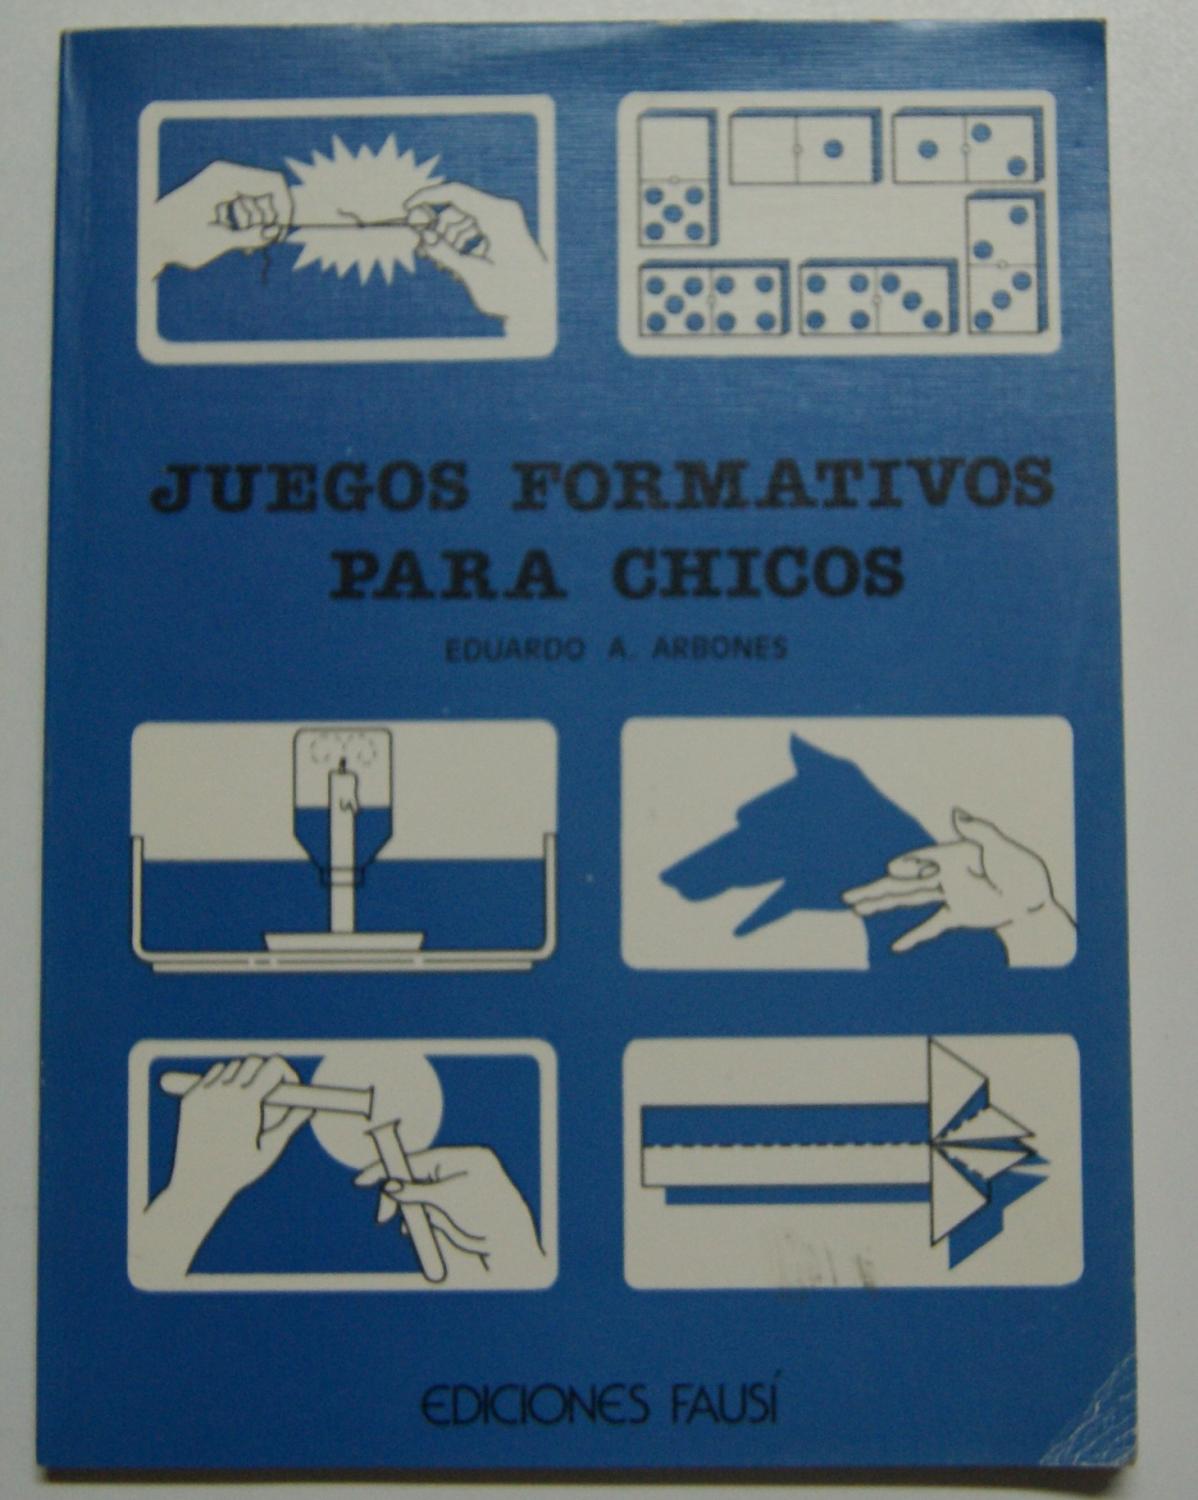 JUEGOS FORMATIVOS
PARA CHICOS
EDUARDO A. ARBONES
EDICIONES FAUSÍ